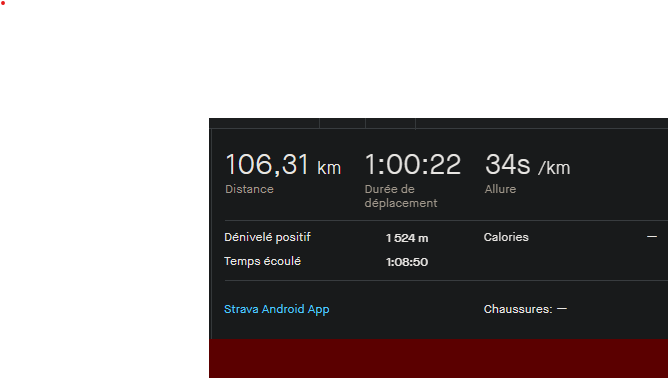 106,31 km 1:00:22 34s /km
Distance Durée de Allure
déplacement
Dénivelé positif 1 524 m Calories —
Temps écoulé 1:08:50
Strava Android App Chaussures: —